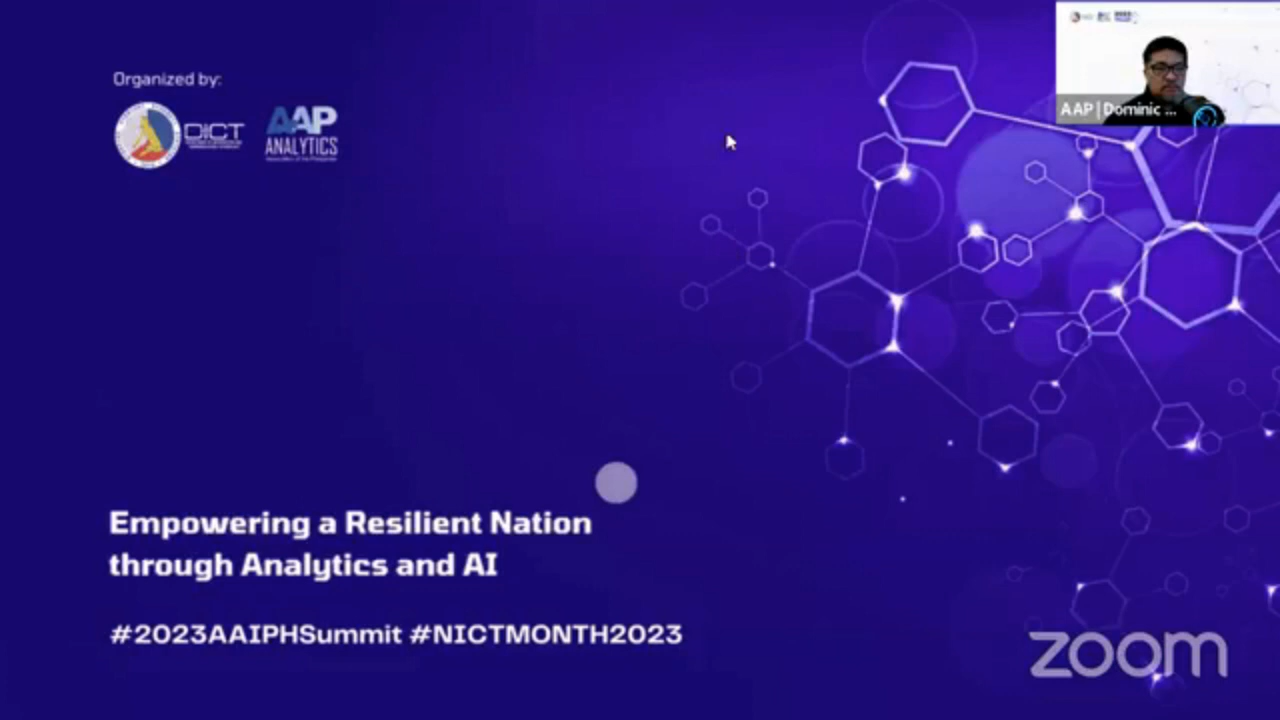 Organized by:
DICT
AAP
ANALYTICS
AAP | Dominic ...
Empowering a Resilient Nation
through Analytics and AI
#2023AAIPHSummit #NICTMONTH2023
zoom